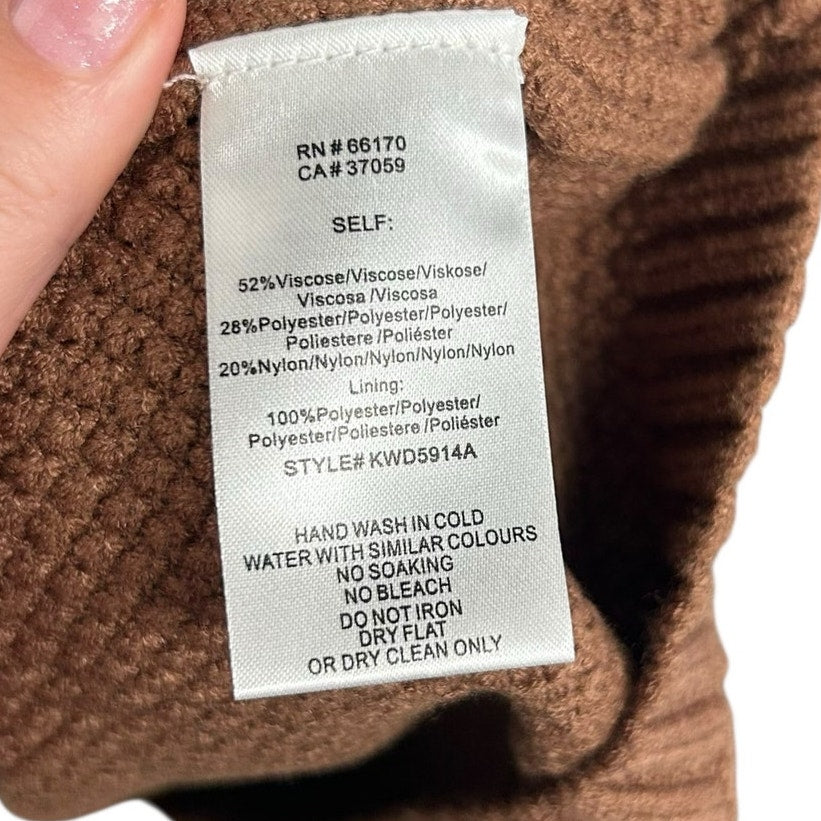 RN # 66170
CA # 37059
SELF:
52%Viscose/Viscose/Viskose/
Viscosa /Viscosa
28%Polyester/Polyester/Polyester/
Poliestere /Poliéster
20%Nylon/Nylon/Nylon/Nylon/Nylon
Lining:
100%Polyester/Polyester/
Polyester/Poliestere/Poliéster
STYLE# KWD5914A
HAND WASH IN COLD
WATER WITH SIMILAR COLOURS
NO SOAKING
NO BLEACH
DO NOT IRON
DRY FLAT
OR DRY CLEAN ONLY